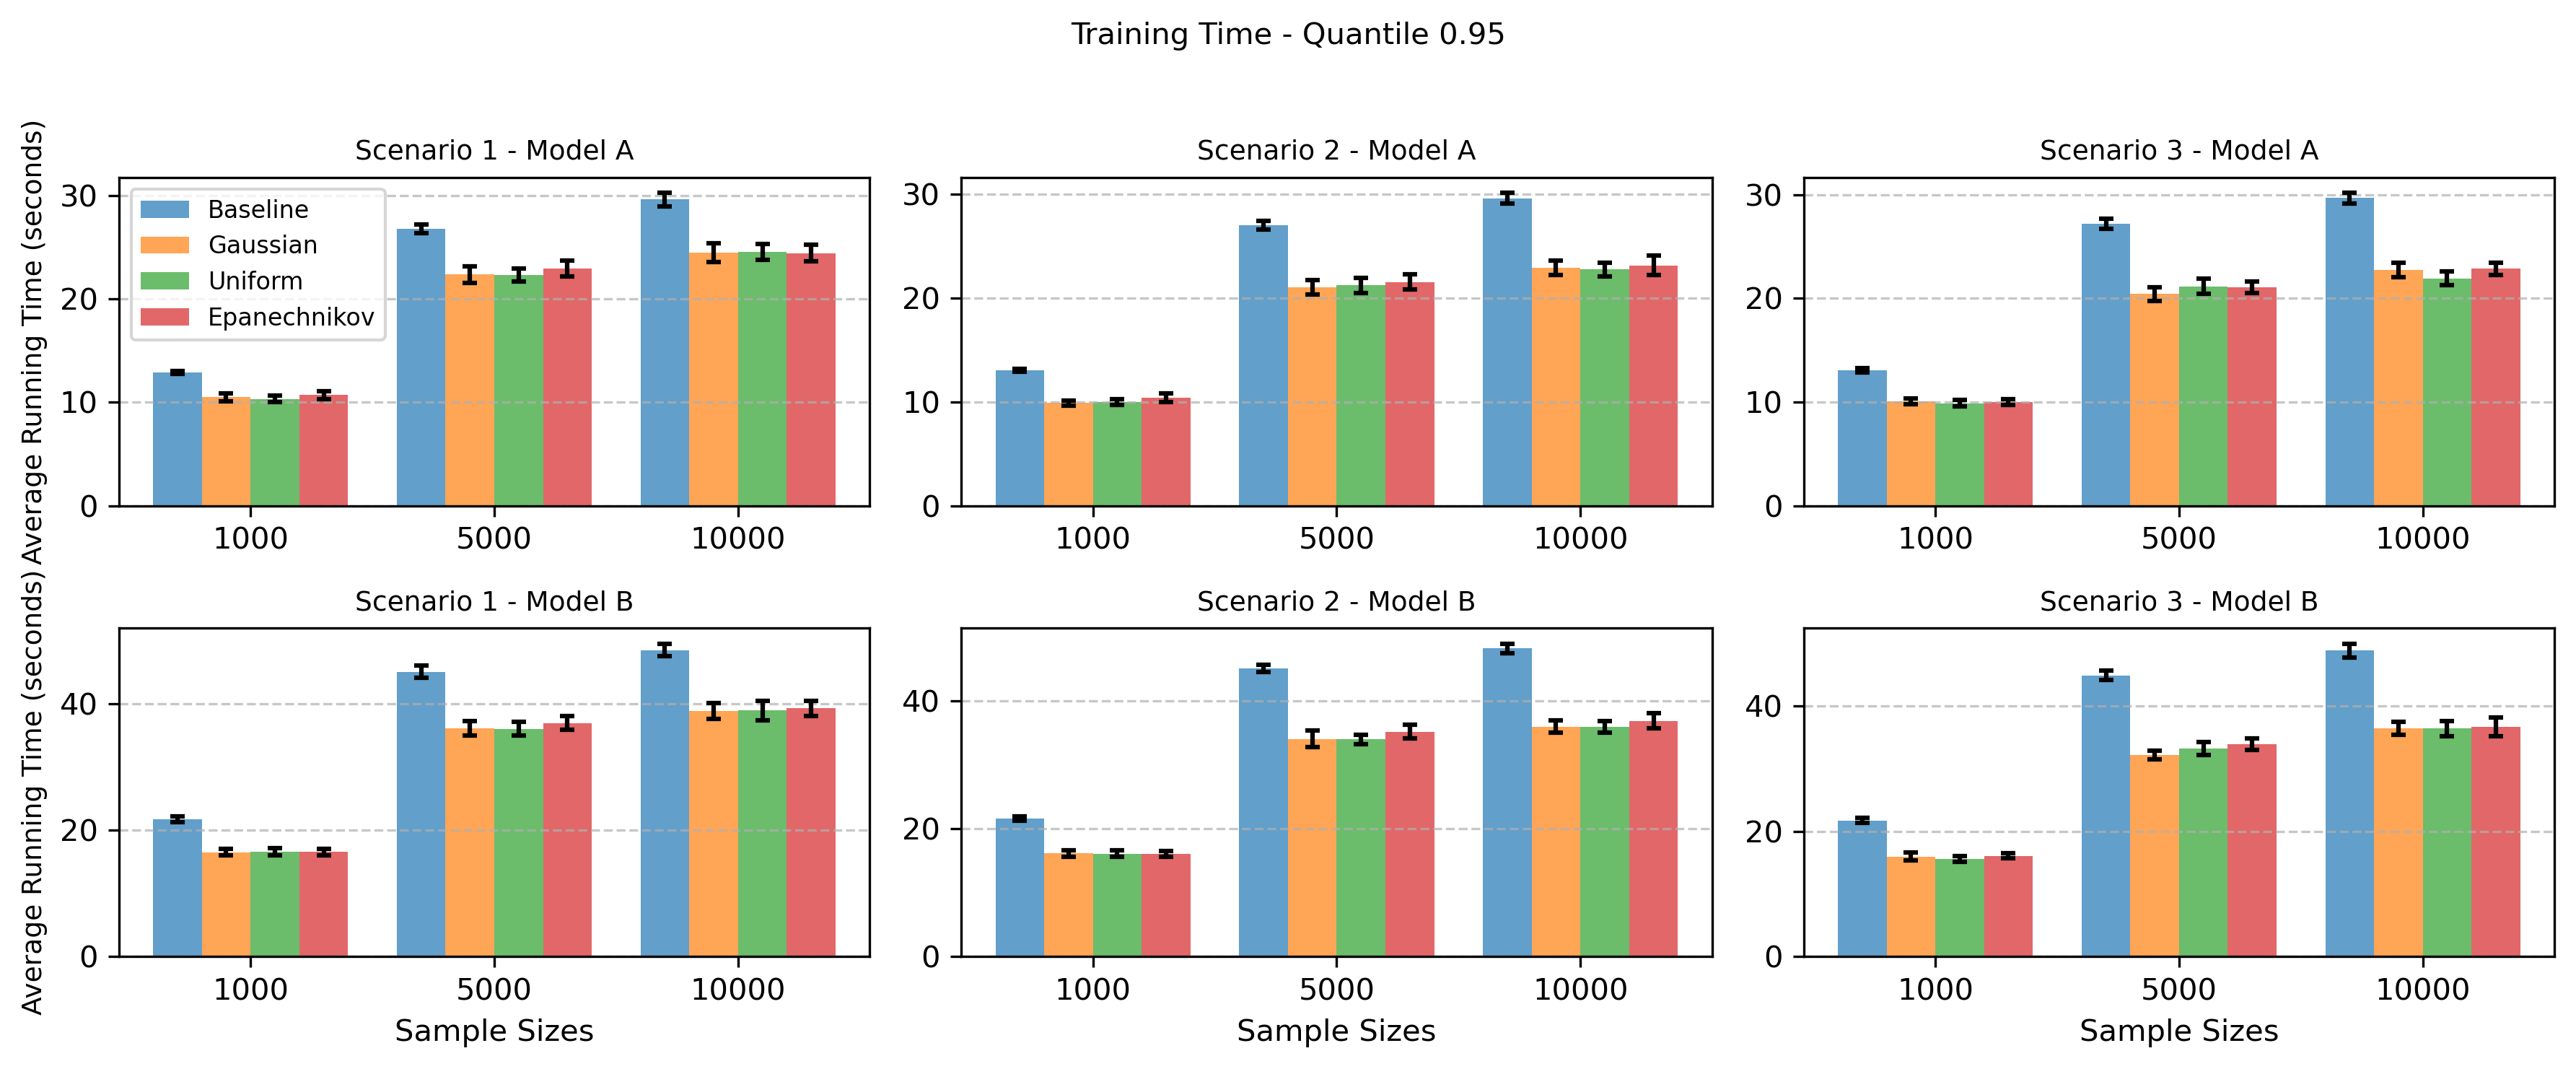 Training Time - Quantile 0.95
Scenario 1 - Model A
Average Running Time (seconds)
30
20
10
0
Baseline
Gaussian
Uniform
Epanechnikov
1000
5000
10000
Scenario 2 - Model A
30
20
10
0
1000
5000
10000
Scenario 3 - Model A
30
20
10
0
1000
5000
10000
Scenario 1 - Model B
Average Running Time (seconds)
40
20
0
1000
5000
10000
Sample Sizes
Scenario 2 - Model B
40
20
0
1000
5000
10000
Sample Sizes
Scenario 3 - Model B
40
20
0
1000
5000
10000
Sample Sizes